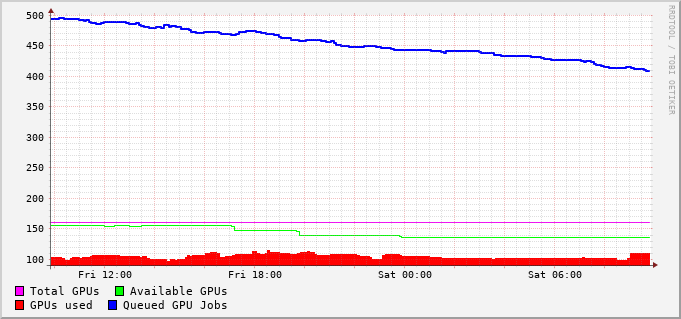 500
450
400
350
300
250
200
150
100
Fri 12:00 Fri 18:00 Sat 00:00 Sat 06:00
Total GPUs Available GPUs
GPUs used Queued GPU Jobs
RRDTOOL / TOBI OETIKER